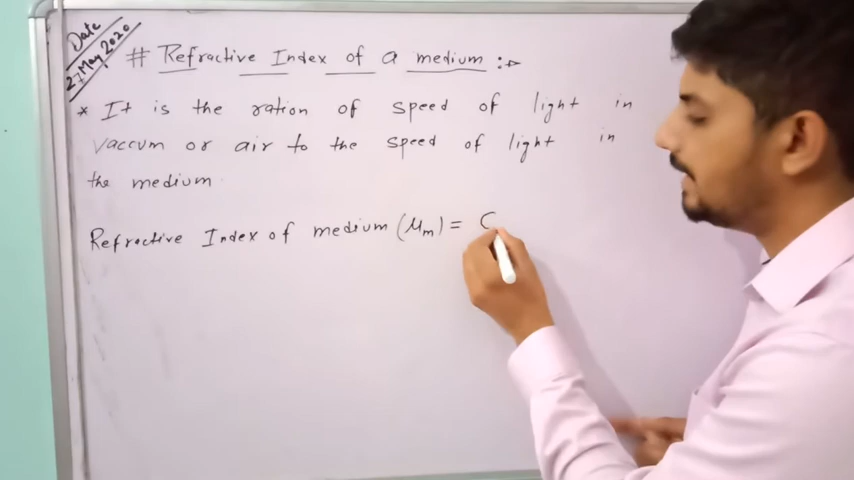 Date
27 May 2020
# Refractive Index of a medium :-
* It is the ration of speed of light in
vaccum or air to the speed of light in
the medium
Refractive Index of medium (μm) = C